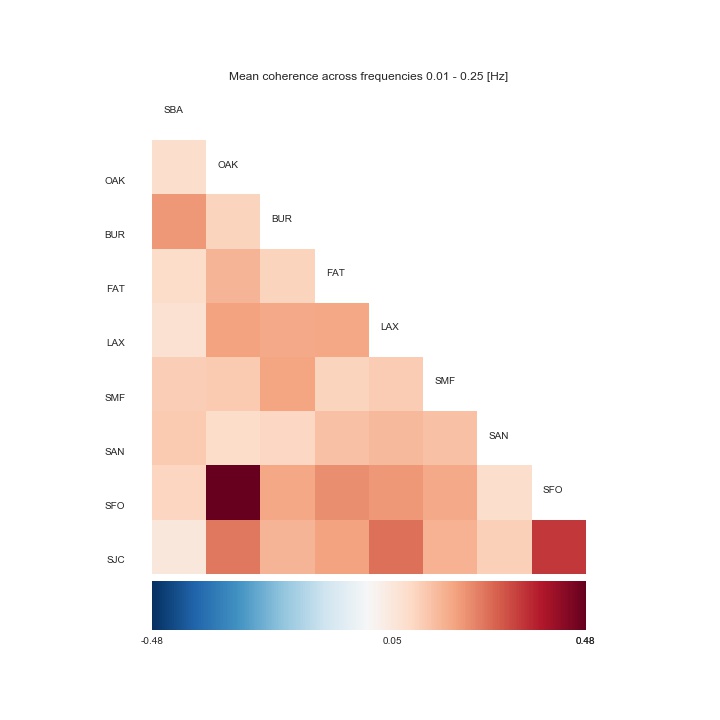 Mean coherence across frequencies 0.01 - 0.25 [Hz]
SBA
OAK
OAK
BUR
BUR
FAT
FAT
LAX
LAX
SMF
SMF
SAN
SAN
SFO
SFO
SJC
-0.48 0.05 0.48